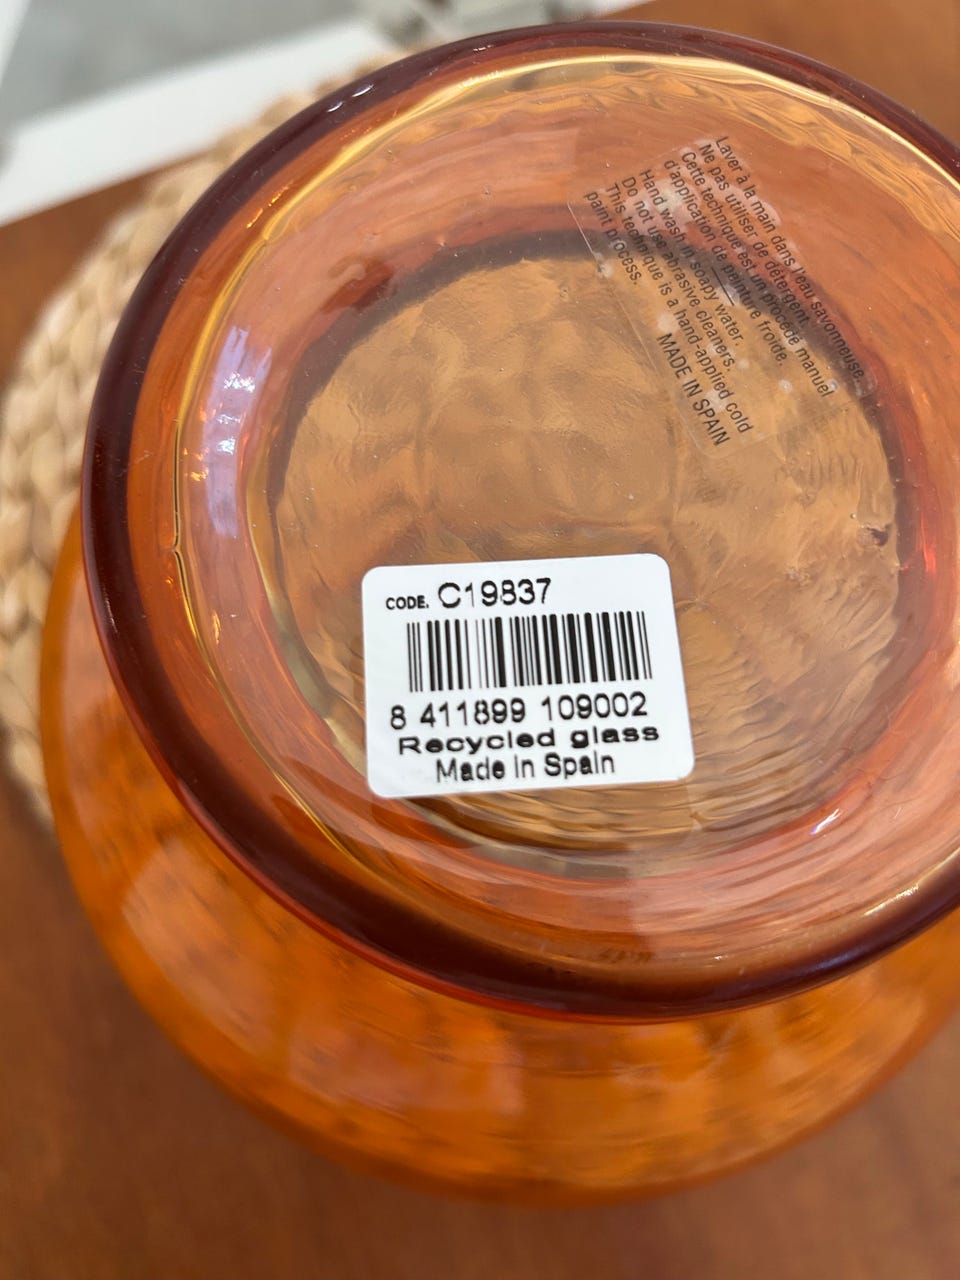 Laver à la main dans l'eau savonneuse.
Ne pas utiliser de détergent.
Cette technique est un procédé manuel
d'application de peinture froide.
Hand wash in soapy water.
Do not use abrasive cleaners.
This technique is a hand-applied cold
paint process.
MADE IN SPAIN
CODE. C19837
8 411899 109002
Recycled glass
Made in Spain